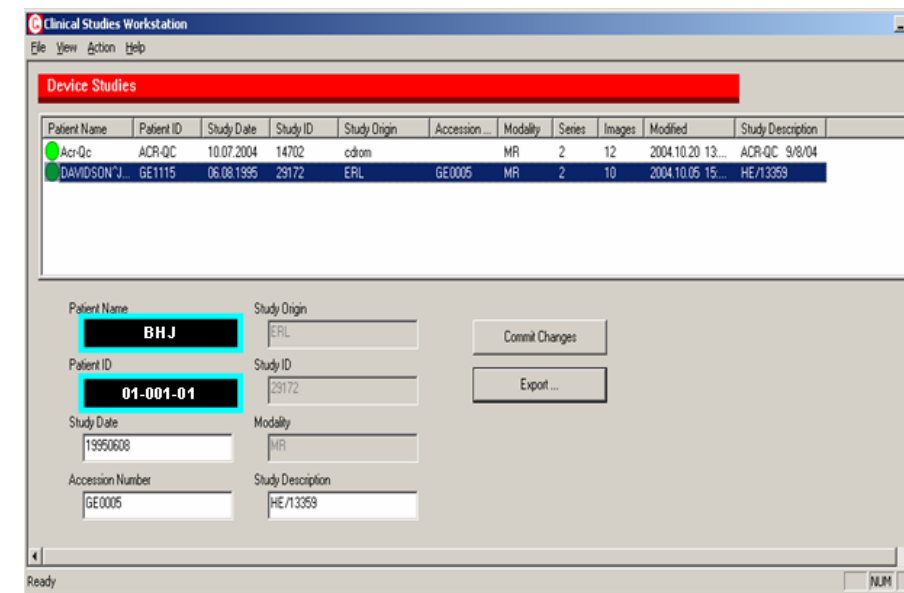 Clinical Studies Workstation
File View Action Help
Device Studies
Patient Name Patient ID Study Date Study ID Study Origin Accession ... Modality Series Images Modified Study Description
Acr-Qc ACR-QC 10.07.2004 14702 cdrom MR 2 12 2004.10.20 13:... ACR-QC 9/8/04
DAVIDSON^J... GE1115 06.08.1995 29172 ERL GE0005 MR 2 10 2004.10.05 15:... HE/13359
Patient Name Study Origin
BHJ ERL
Commit Changes
Patient ID Study ID
01-001-01 29172
Export ...
Study Date Modality
19950608 MR
Accession Number Study Description
GE0005 HE/13359
Ready NUM